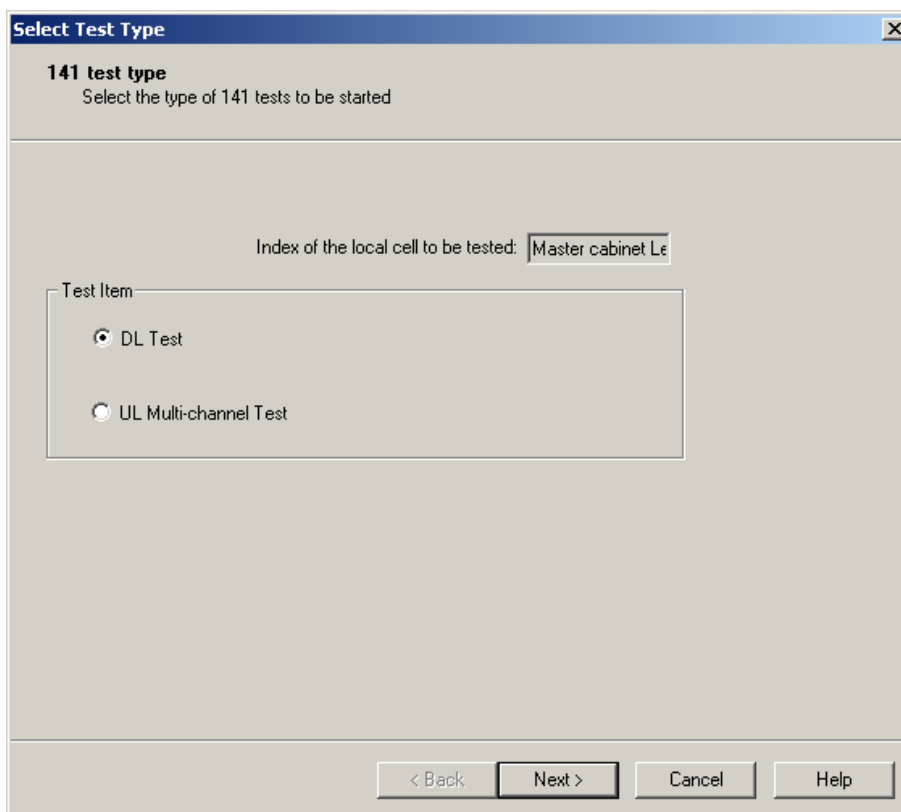 Select Test Type
141 test type
Select the type of 141 tests to be started
Index of the local cell to be tested: Master cabinet Le
Test Item
DL Test
UL Multi-channel Test
< Back Next > Cancel Help